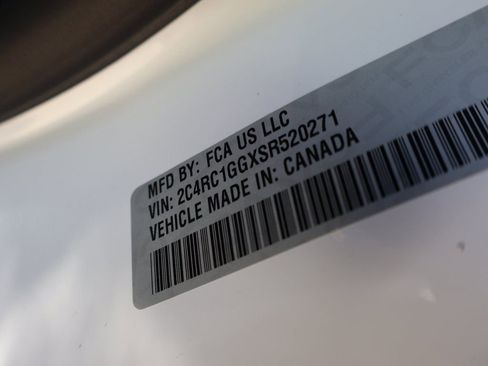 MFD BY: FCA US LLC
VIN: 2C4RC1GGXSR520271
VEHICLE MADE IN: CANADA